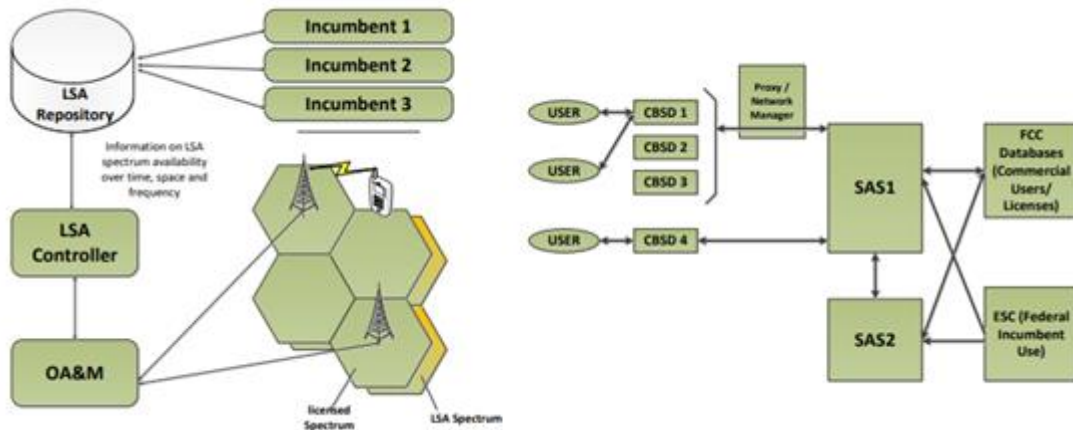 LSA
Repository
Incumbent 1
Incumbent 2
Incumbent 3
Information on LSA
spectrum availability
over time, space and
frequency
LSA
Controller
OA&M
licensed
Spectrum
LSA Spectrum
USER
CBSD 1
USER
CBSD 2
CBSD 3
USER
CBSD 4
Proxy /
Network
Manager
SAS1
SAS2
FCC
Databases
(Commercial
Users/
Licenses)
ESC (Federal
Incumbent
Use)